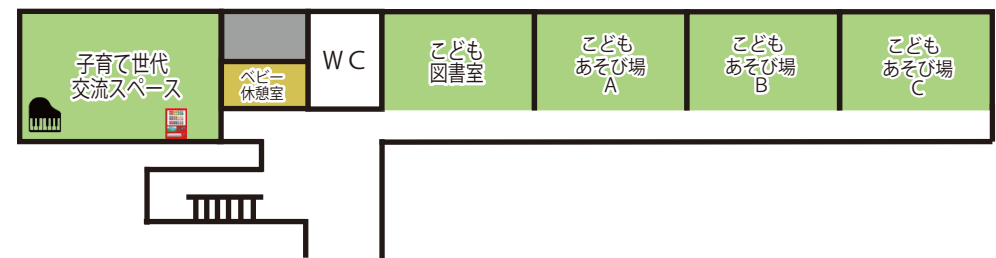 子育て世代
交流スペース
ベビー
休憩室
WC
こども
図書室
こども
あそび場
A
こども
あそび場
B
こども
あそび場
C